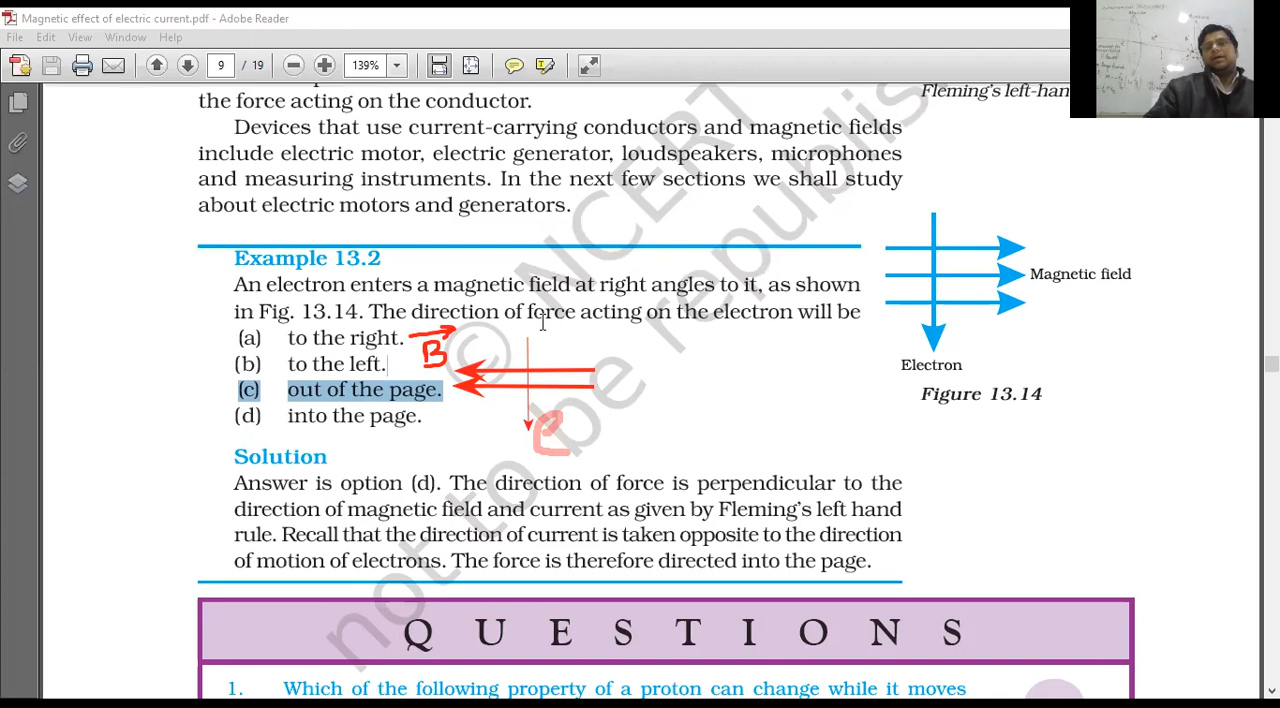 Magnetic effect of electric current.pdf - Adobe Reader
File Edit View Window Help
9 / 19 139%
the force acting on the conductor.
Fleming's left-han
Devices that use current-carrying conductors and magnetic fields
include electric motor, electric generator, loudspeakers, microphones
and measuring instruments. In the next few sections we shall study
about electric motors and generators.
Example 13.2
An electron enters a magnetic field at right angles to it, as shown
in Fig. 13.14. The direction of force acting on the electron will be
(a) to the right.
(b) to the left.
(c) out of the page.
(d) into the page.
B
e
Magnetic field
Electron
Figure 13.14
Solution
Answer is option (d). The direction of force is perpendicular to the
direction of magnetic field and current as given by Fleming's left hand
rule. Recall that the direction of current is taken opposite to the direction
of motion of electrons. The force is therefore directed into the page.
QUESTIONS
1. Which of the following property of a proton can change while it moves
© NCERT
not to be republis